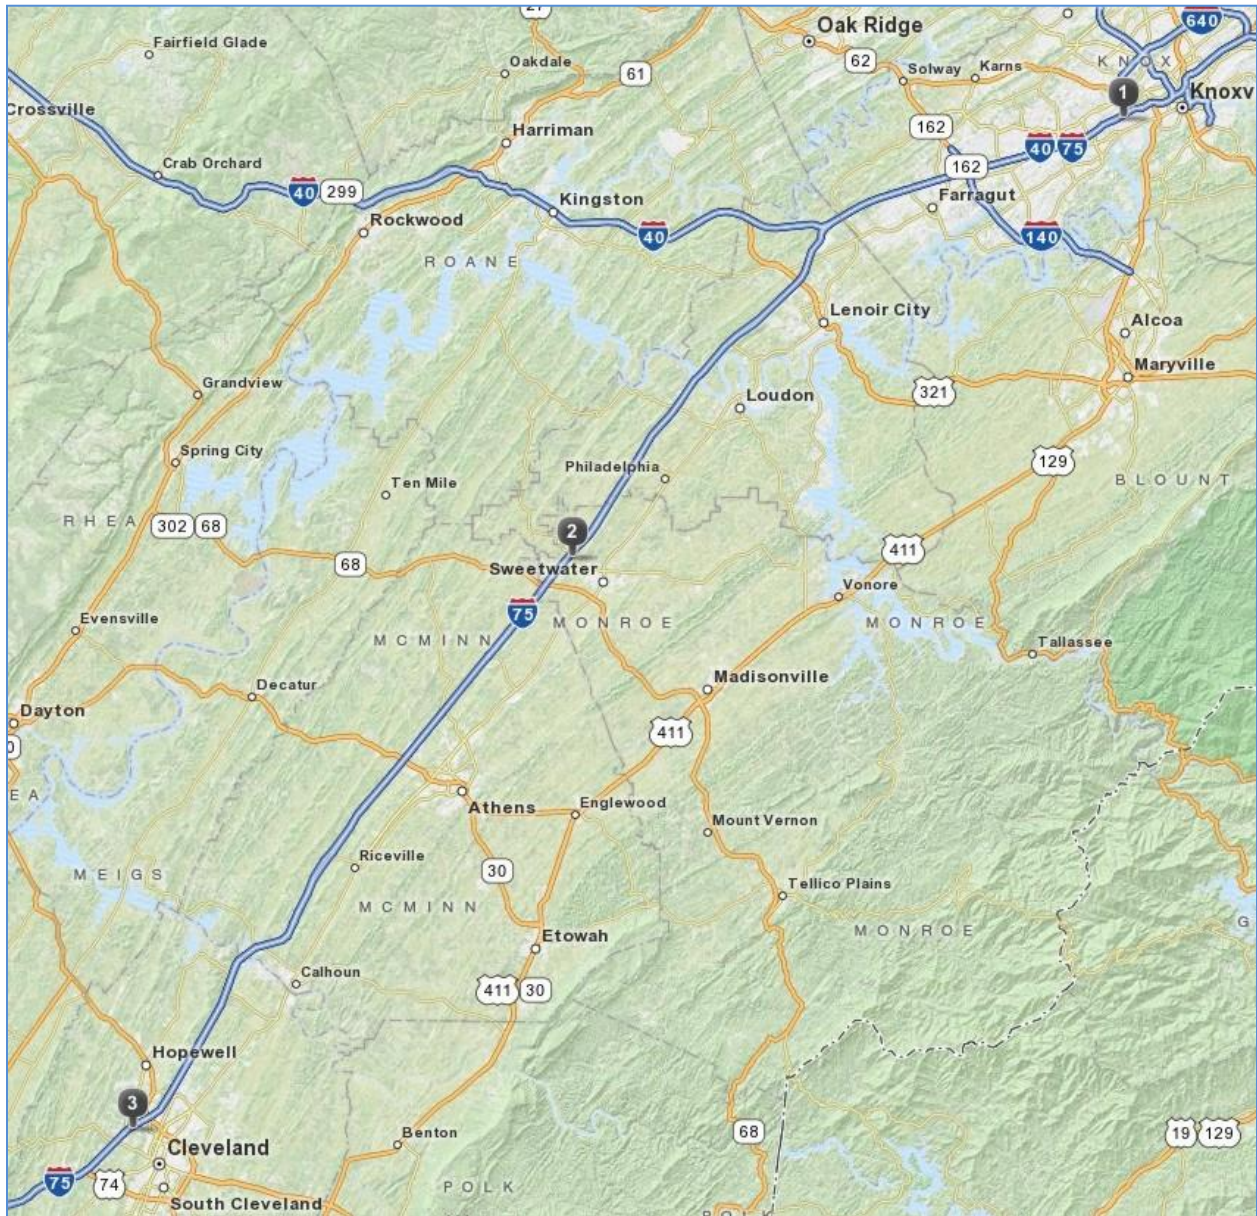 27
640
Oak Ridge
Fairfield Glade
Oakdale
61
62
Solway
Karns
KNOX
1
Knoxv
Crossville
162
Harriman
40
75
Crab Orchard
162
40
299
Kingston
Farragut
Rockwood
40
140
ROANE
Lenoir City
Alcoa
Maryville
Grandview
321
Loudon
Spring City
129
Philadelphia
Ten Mile
BLOUNT
RHEA
302
68
2
411
68
Sweetwater
Vonore
75
Evensville
MONROE
MONROE
MCMINN
Tallassee
Madisonville
Decatur
Dayton
411
0
EA
Athens
Englewood
Mount Vernon
Riceville
30
MEIGS
Tellico Plains
MCMINN
G
MONROE
Etowah
Calhoun
411
30
Hopewell
3
Benton
68
19
129
Cleveland
75
74
POLK
South Cleveland
POLK